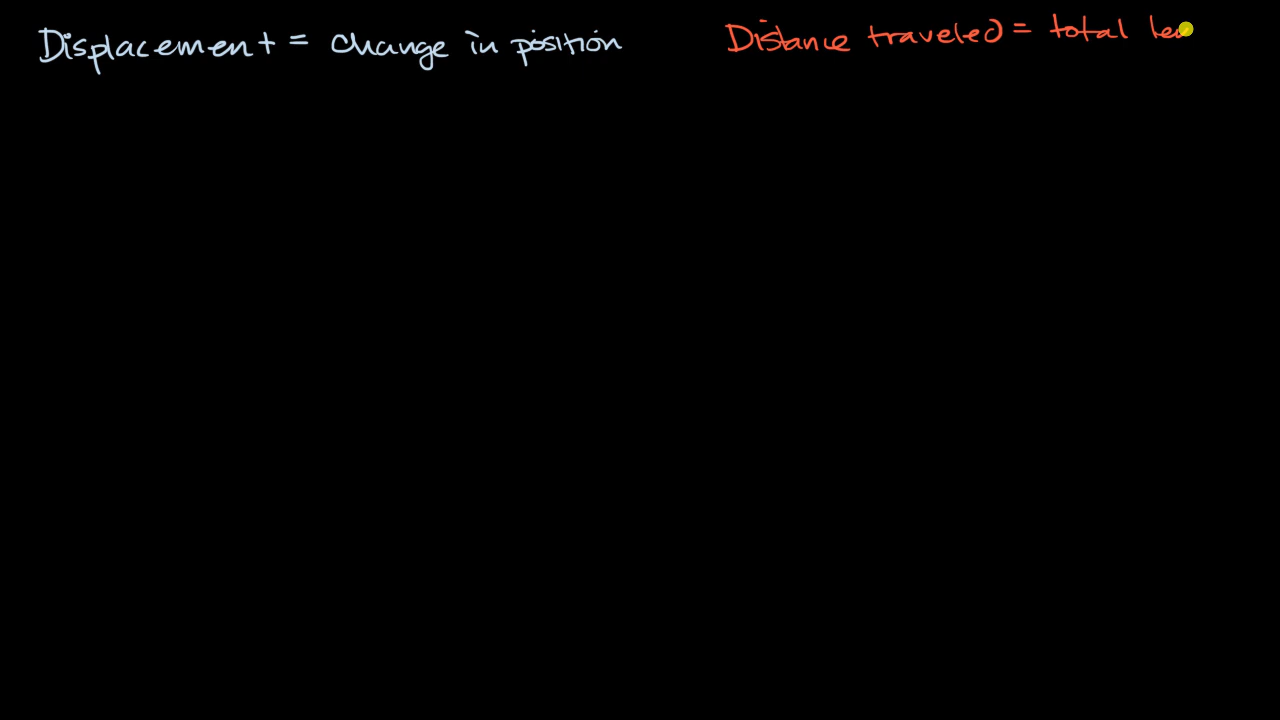 Displacement = change in position
Distance traveled = total